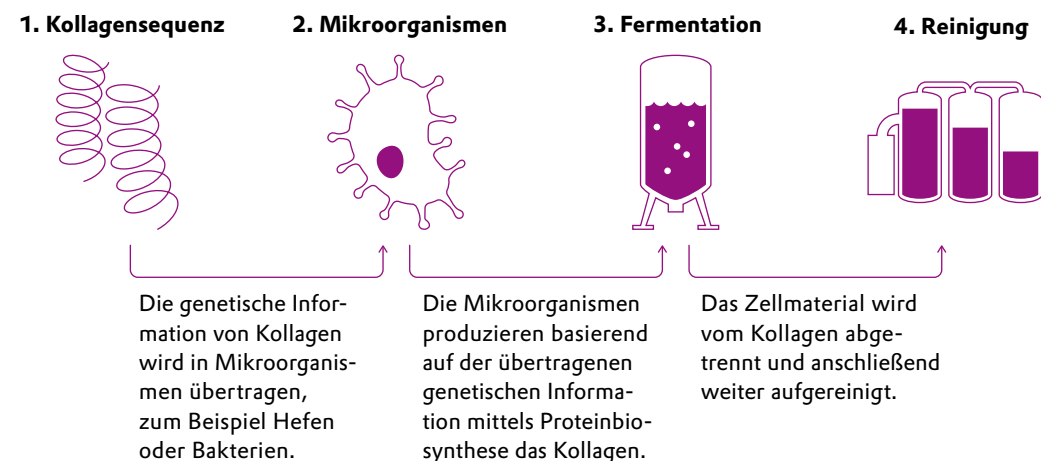 1. Kollagensequenz
2. Mikroorganismen
3. Fermentation
4. Reinigung
Die genetische Infor-
mation von Kollagen
wird in Mikroorganis-
men übertragen,
zum Beispiel Hefen
oder Bakterien.
Die Mikroorganismen
produzieren basierend
auf der übertragenen
genetischen Informa-
tion mittels Proteinbio-
synthese das Kollagen.
Das Zellmaterial wird
vom Kollagen abge-
trennt und anschließend
weiter aufgereinigt.